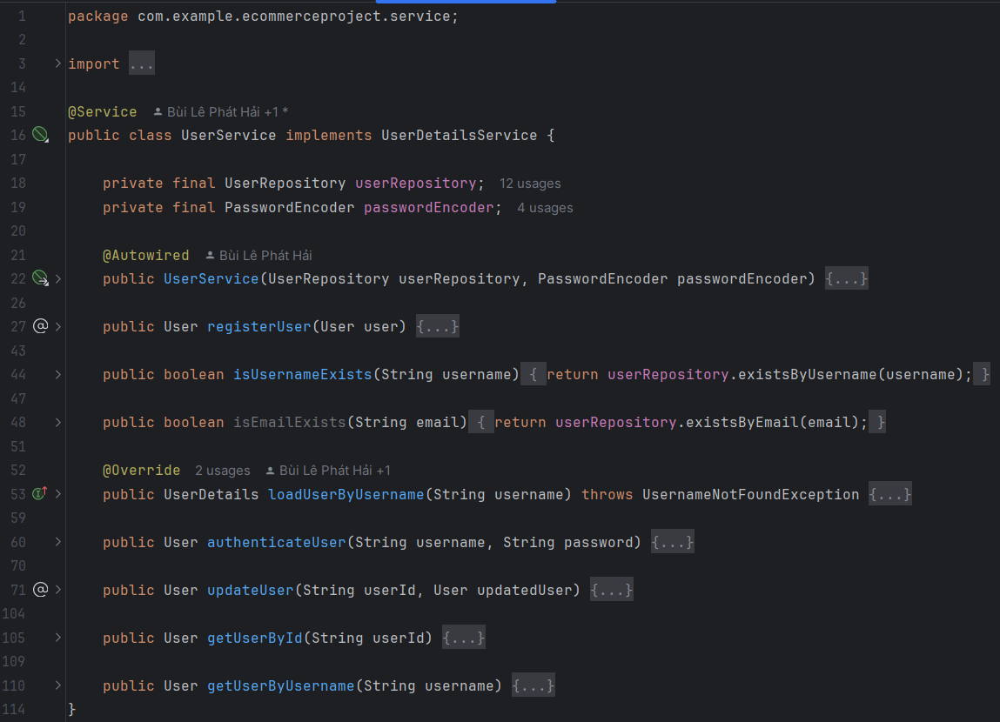 1 package com.example.ecommerceproject.service;
2
3 import ...
14
15 @Service Bùi Lê Phát Hải +1 *
16 public class UserService implements UserDetailsService {
17
18 private final UserRepository userRepository; 12 usages
19 private final PasswordEncoder passwordEncoder; 4 usages
20
21 @Autowired Bùi Lê Phát Hải
22 public UserService(UserRepository userRepository, PasswordEncoder passwordEncoder) {...}
26
27 @ public User registerUser(User user) {...}
43
44 public boolean isUsernameExists(String username) { return userRepository.existsByUsername(username); }
47
48 public boolean isEmailExists(String email) { return userRepository.existsByEmail(email); }
51
52 @Override 2 usages Bùi Lê Phát Hải +1
53 public UserDetails loadUserByUsername(String username) throws UsernameNotFoundException {...}
59
60 public User authenticateUser(String username, String password) {...}
70
71 @ public User updateUser(String userId, User updatedUser) {...}
104
105 public User getUserById(String userId) {...}
109
110 public User getUserByUsername(String username) {...}
114 }